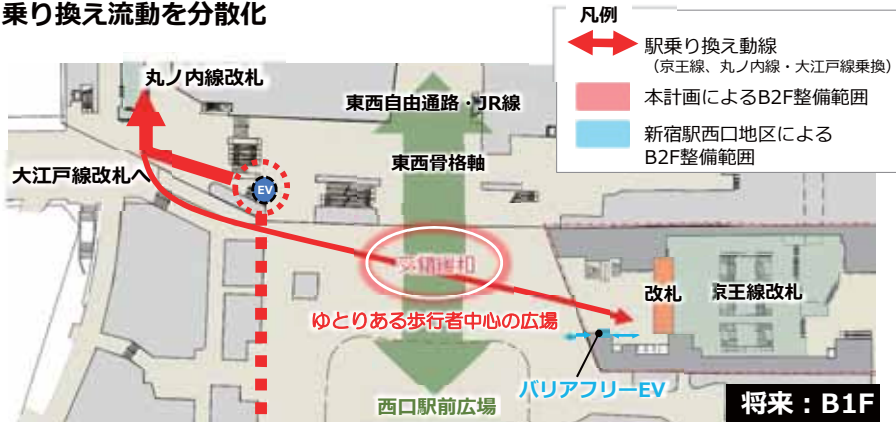 乗り換え流動を分散化
凡例
駅乗り換え動線
（京王線、丸ノ内線・大江戸線乗換）
本計画によるB2F整備範囲
新宿駅西口地区による
B2F整備範囲
丸ノ内線改札
東西自由通路・JR線
東西骨格軸
大江戸線改札へ
EV
交錯緩和
改札
京王線改札
ゆとりある歩行者中心の広場
バリアフリーEV
西口駅前広場
将来：B1F